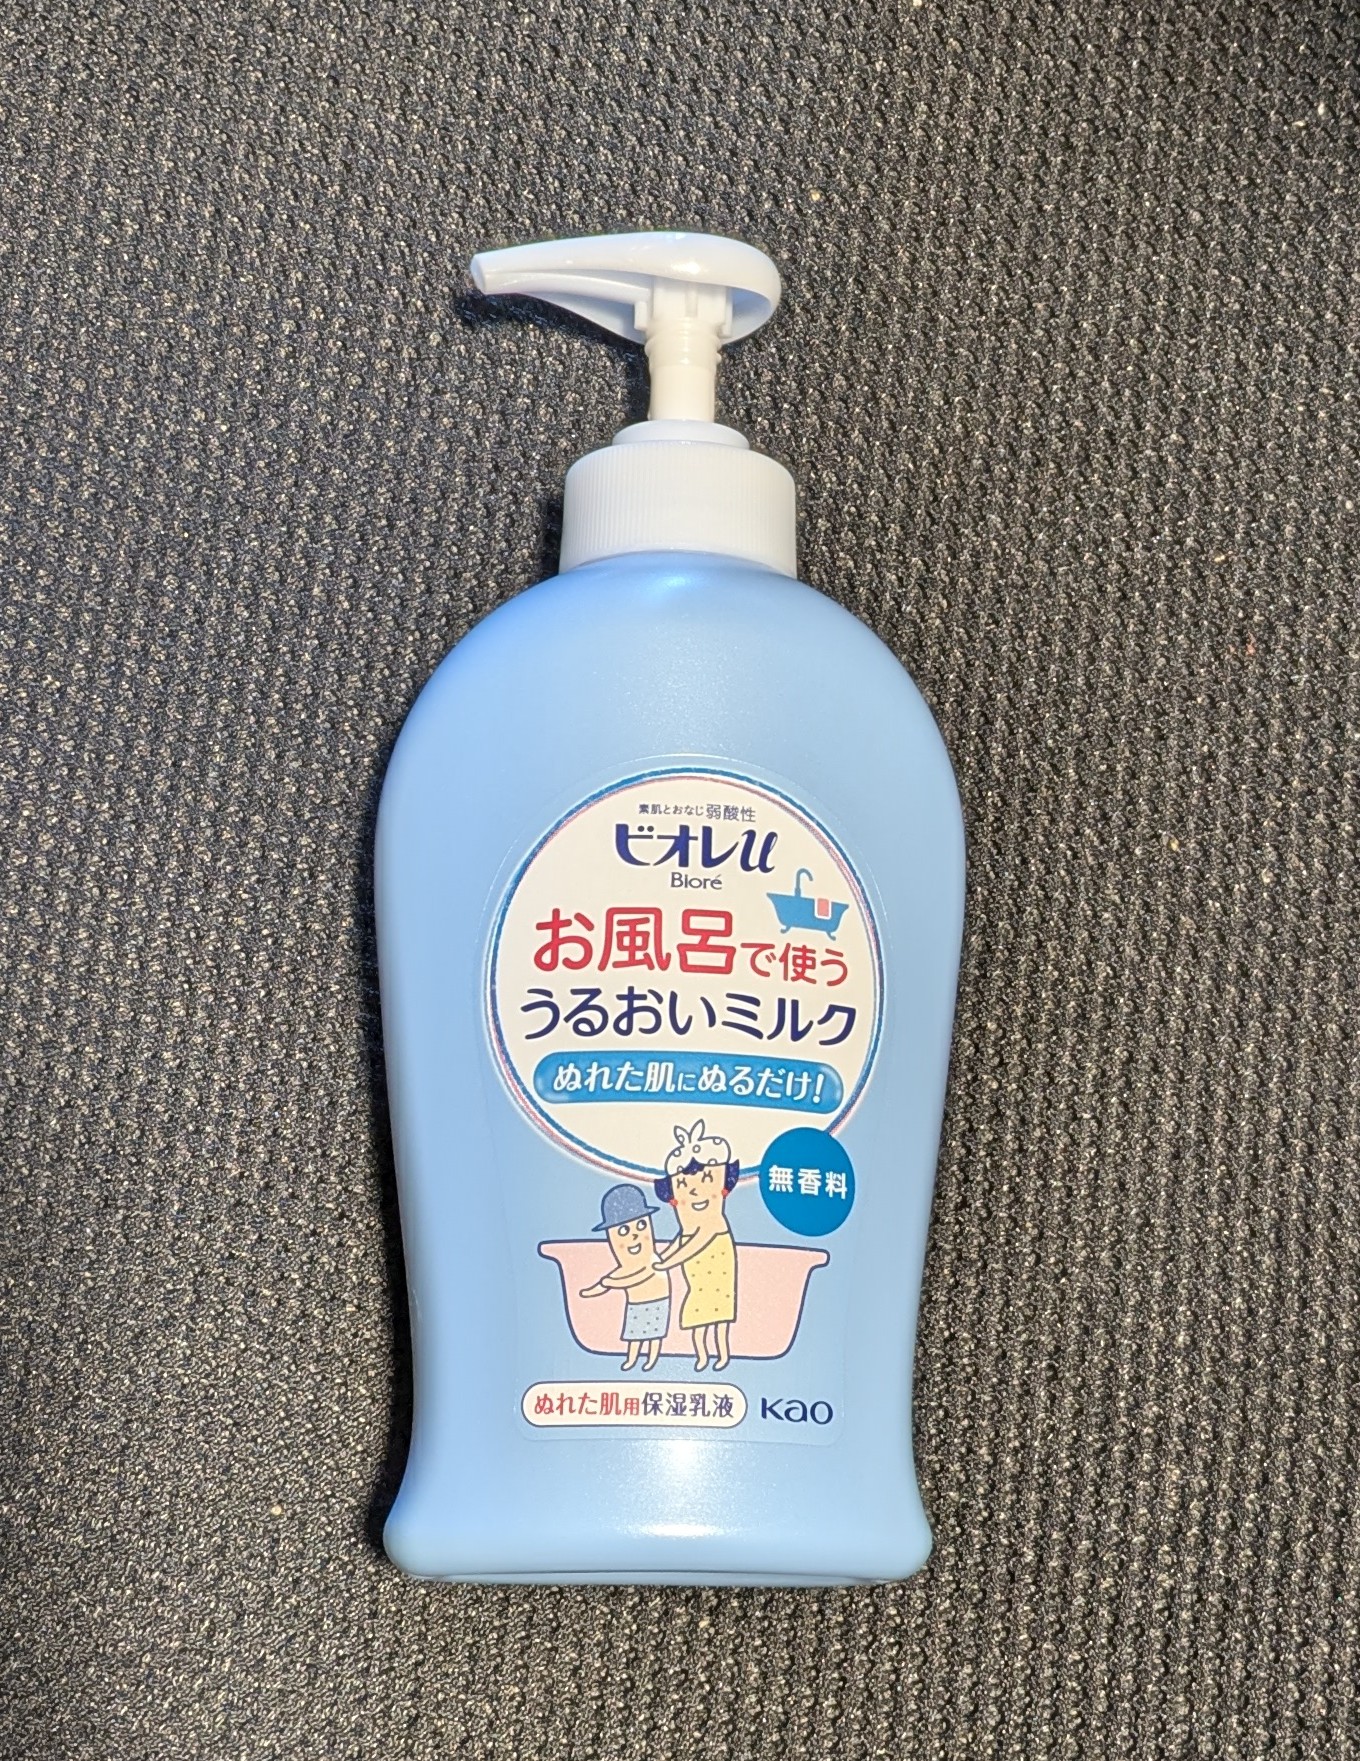 素肌とおなじ弱酸性
ビオレu
Bioré
お風呂で使う
うるおいミルク
ぬれた肌にぬるだけ!
無香料
ぬれた肌用保湿乳液
Kao